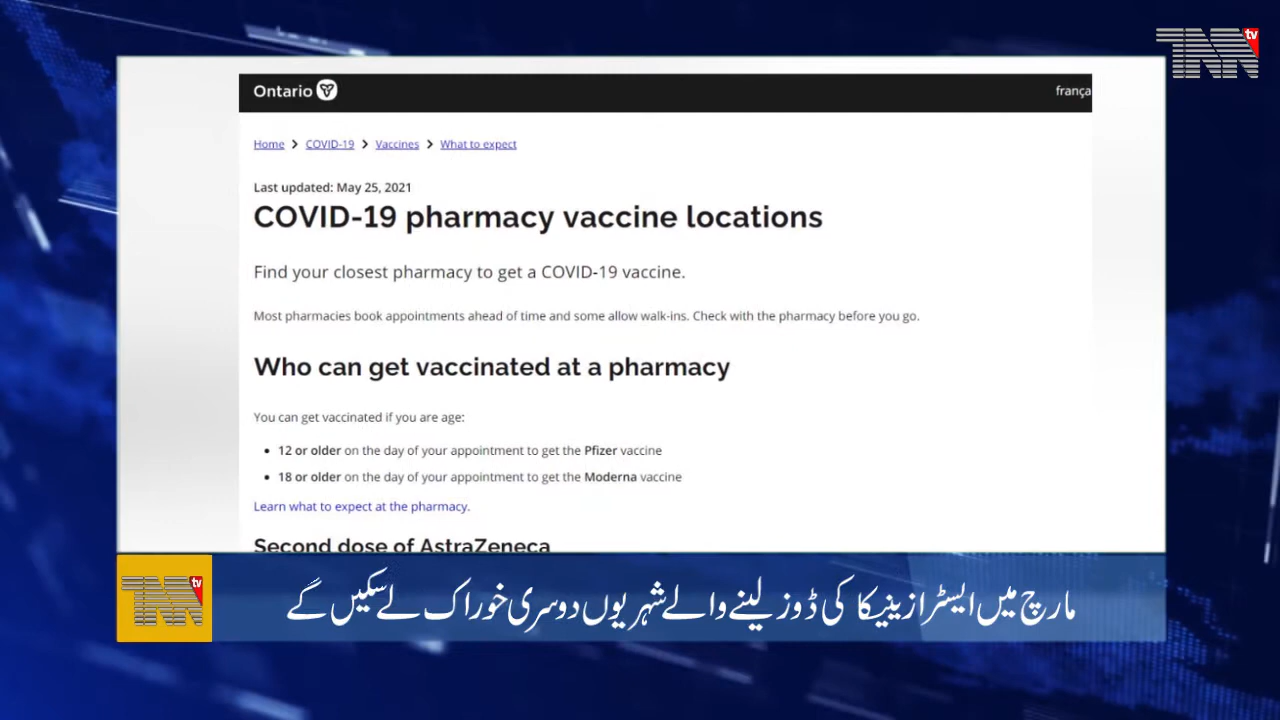 TNN tv
Ontario
frança
Home > COVID-19 > Vaccines > What to expect
Last updated: May 25, 2021
COVID-19 pharmacy vaccine locations
Find your closest pharmacy to get a COVID-19 vaccine.
Most pharmacies book appointments ahead of time and some allow walk-ins. Check with the pharmacy before you go.
Who can get vaccinated at a pharmacy
You can get vaccinated if you are age:
• 12 or older on the day of your appointment to get the Pfizer vaccine
• 18 or older on the day of your appointment to get the Moderna vaccine
Learn what to expect at the pharmacy.
Second dose of AstraZeneca
TNN tv
مارچ میں ایسٹرازینیکا کی ڈوز لینے والے شہریوں دوسری خوراک لے سکیں گے